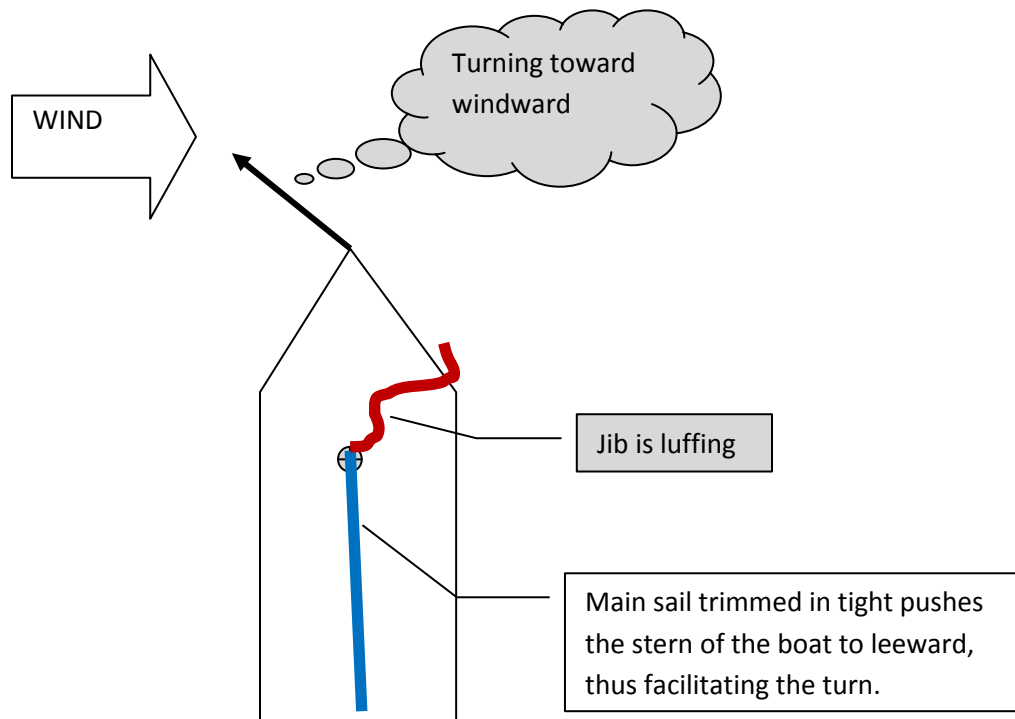 Turning toward
windward
WIND
Jib is luffing
Main sail trimmed in tight pushes
the stern of the boat to leeward,
thus facilitating the turn.